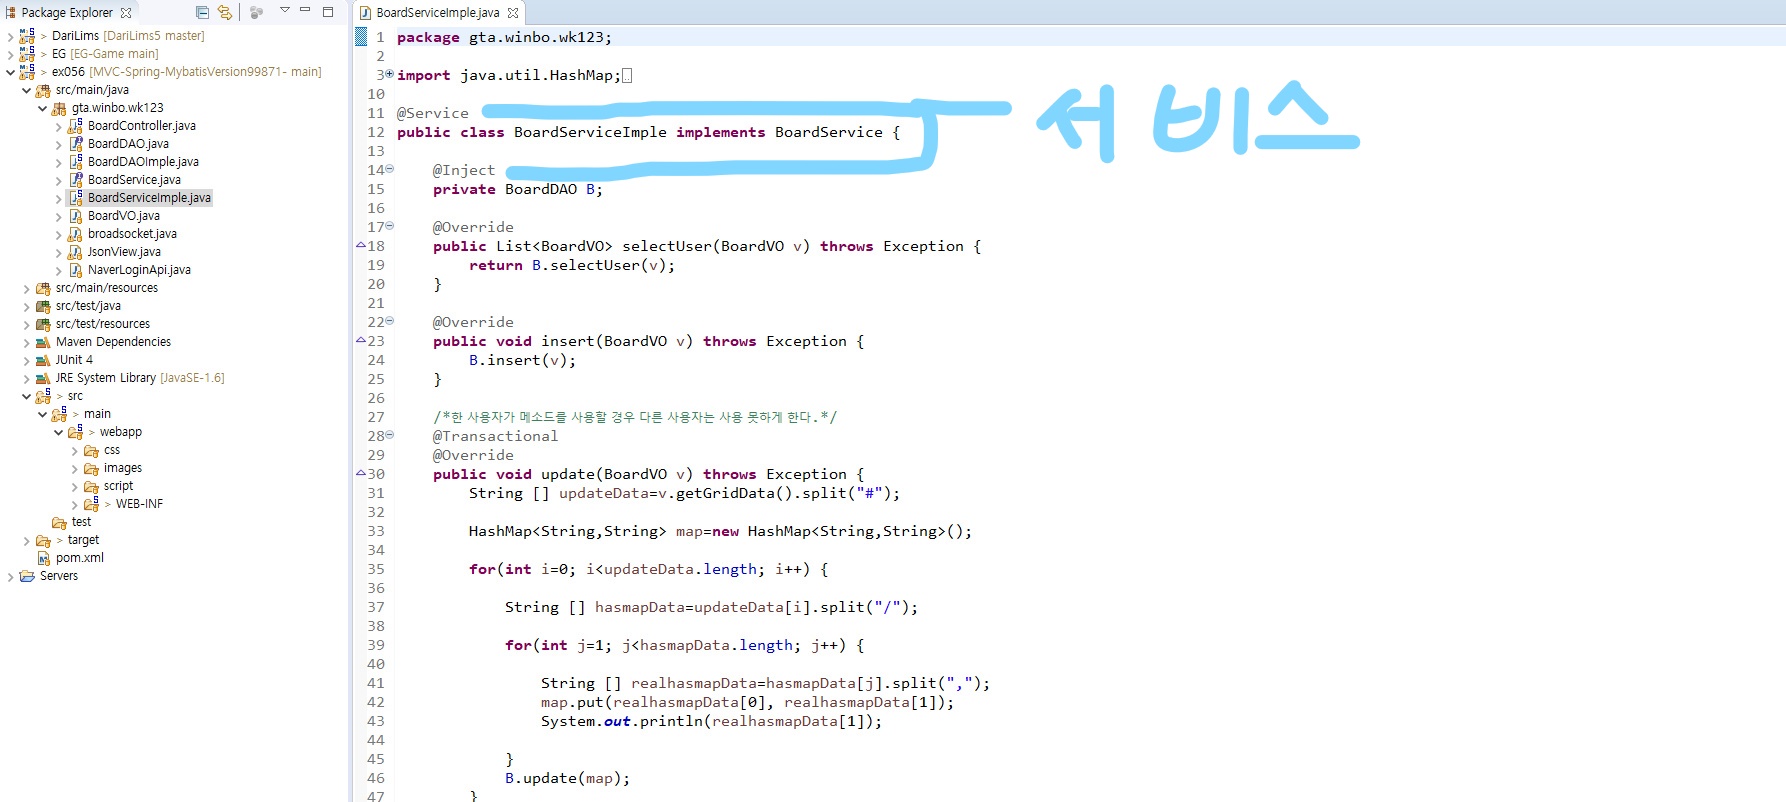 Package Explorer
> DariLims [DariLims5 master]
> EG [EG-Game main]
> ex056 [MVC-Spring-MybatisVersion99871- main]
src/main/java
gta.winbo.wk123
BoardController.java
BoardDAO.java
BoardDAOImple.java
BoardService.java
BoardServiceImple.java
BoardVO.java
broadsocket.java
JsonView.java
NaverLoginApi.java
src/main/resources
src/test/java
src/test/resources
Maven Dependencies
JUnit 4
JRE System Library [JavaSE-1.6]
> src
> main
> webapp
css
images
script
> WEB-INF
test
> target
pom.xml
Servers
BoardServiceImple.java
1 package gta.winbo.wk123;
2
3 import java.util.HashMap;
10
11 @Service
12 public class BoardServiceImple implements BoardService {
서비스
13
14 @Inject
15 private BoardDAO B;
16
17 @Override
18 public List<BoardVO> selectUser(BoardVO v) throws Exception {
19 return B.selectUser(v);
20 }
21
22 @Override
23 public void insert(BoardVO v) throws Exception {
24 B.insert(v);
25 }
26
27 /*한 사용자가 메소드를 사용할 경우 다른 사용자는 사용 못하게 한다.*/
28 @Transactional
29 @Override
30 public void update(BoardVO v) throws Exception {
31 String [] updateData=v.getGridData().split("#");
32
33 HashMap<String,String> map=new HashMap<String,String>();
34
35 for(int i=0; i<updateData.length; i++) {
36
37 String [] hasmapData=updateData[i].split("/");
38
39 for(int j=1; j<hasmapData.length; j++) {
40
41 String [] realhasmapData=hasmapData[j].split(",");
42 map.put(realhasmapData[0], realhasmapData[1]);
43 System.out.println(realhasmapData[1]);
44
45 }
46 B.update(map);
47 }